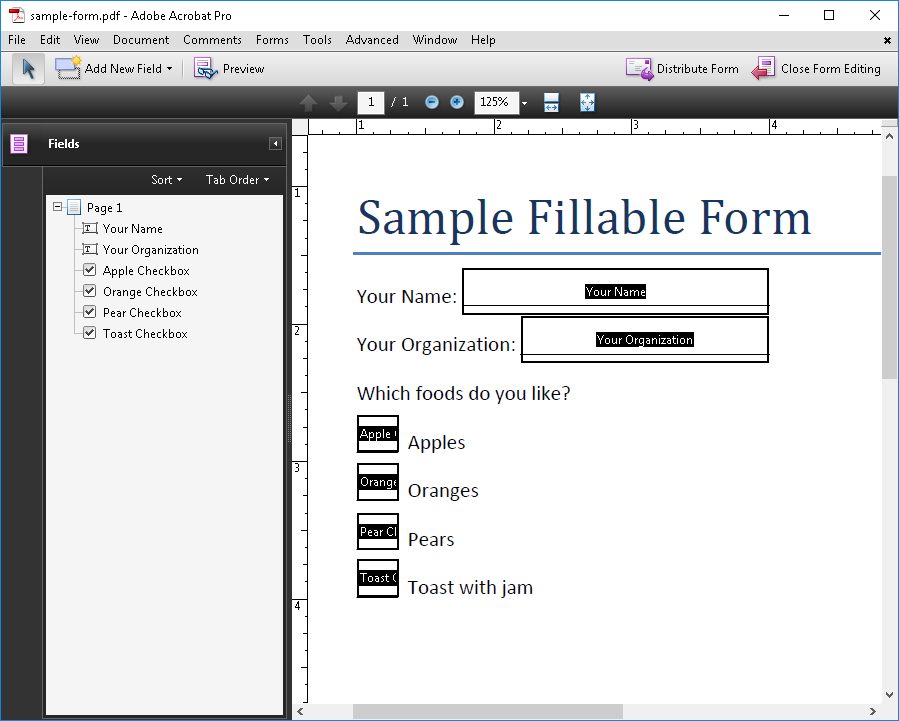 sample-form.pdf - Adobe Acrobat Pro
File Edit View Document Comments Forms Tools Advanced Window Help
Add New Field Preview Distribute Form Close Form Editing
1 / 1 125%
Fields
Sort Tab Order
Page 1
Your Name
Your Organization
Apple Checkbox
Orange Checkbox
Pear Checkbox
Toast Checkbox
1 2 3 4
1
2
3
4
Sample Fillable Form
Your Name: Your Name
Your Organization: Your Organization
Which foods do you like?
Apple Apples
Orange Oranges
Pear Pears
Toast Toast with jam